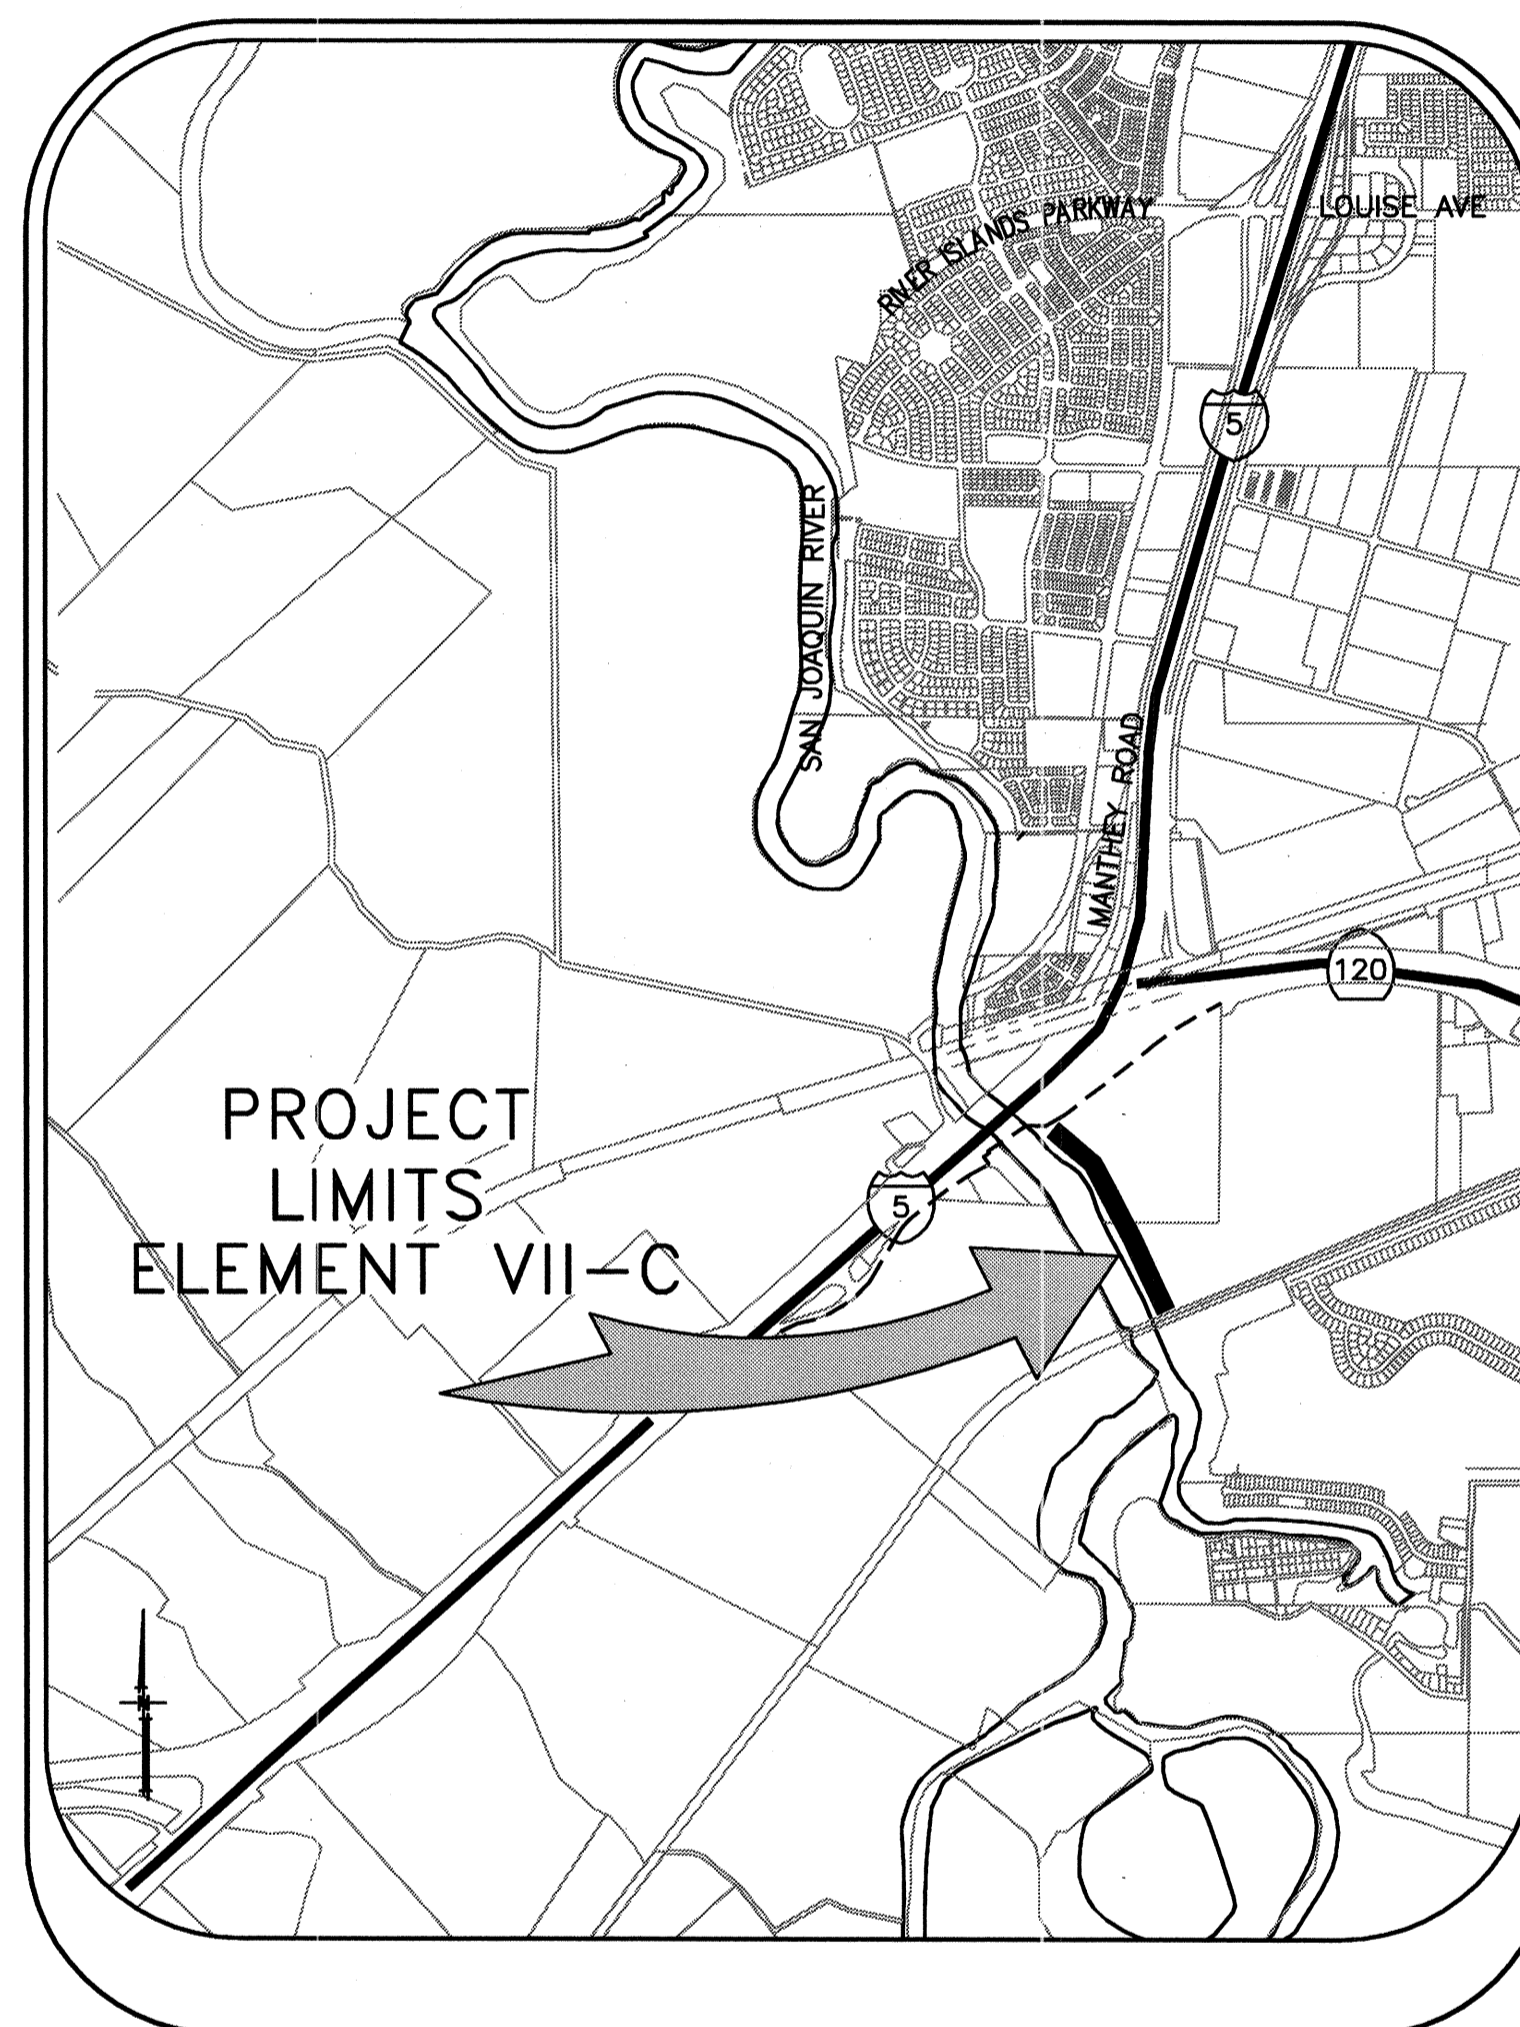 RIVER ISLANDS PARKWAY
LOUISE AVE
5
SAN JOAQUIN RIVER
MANTHEY ROAD
120
PROJECT
LIMITS
ELEMENT VII-C
5
N